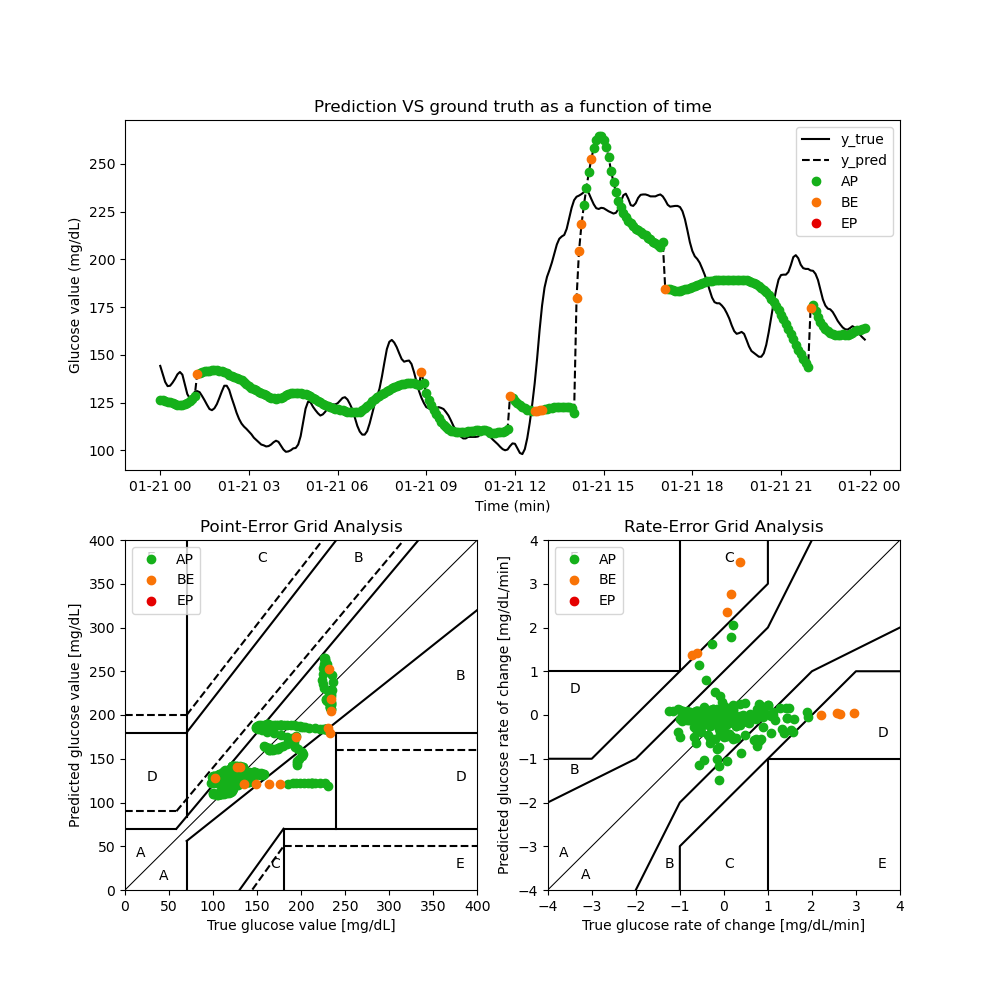 Prediction VS ground truth as a function of time
Glucose value (mg/dL)
250
225
200
175
150
125
100
y_true
y_pred
AP
BE
EP
01-21 00 01-21 03 01-21 06 01-21 09 01-21 12 01-21 15 01-21 18 01-21 21 01-22 00
Time (min)
Point-Error Grid Analysis
Predicted glucose value [mg/dL]
400
350
300
250
200
150
100
50
0
AP
BE
EP
C
B
B
D
D
A
A
C
E
0 50 100 150 200 250 300 350 400
True glucose value [mg/dL]
Rate-Error Grid Analysis
Predicted glucose rate of change [mg/dL/min]
4
3
2
1
0
−1
−2
−3
−4
AP
BE
EP
C
D
D
B
A
A
B
C
E
−4 −3 −2 −1 0 1 2 3 4
True glucose rate of change [mg/dL/min]